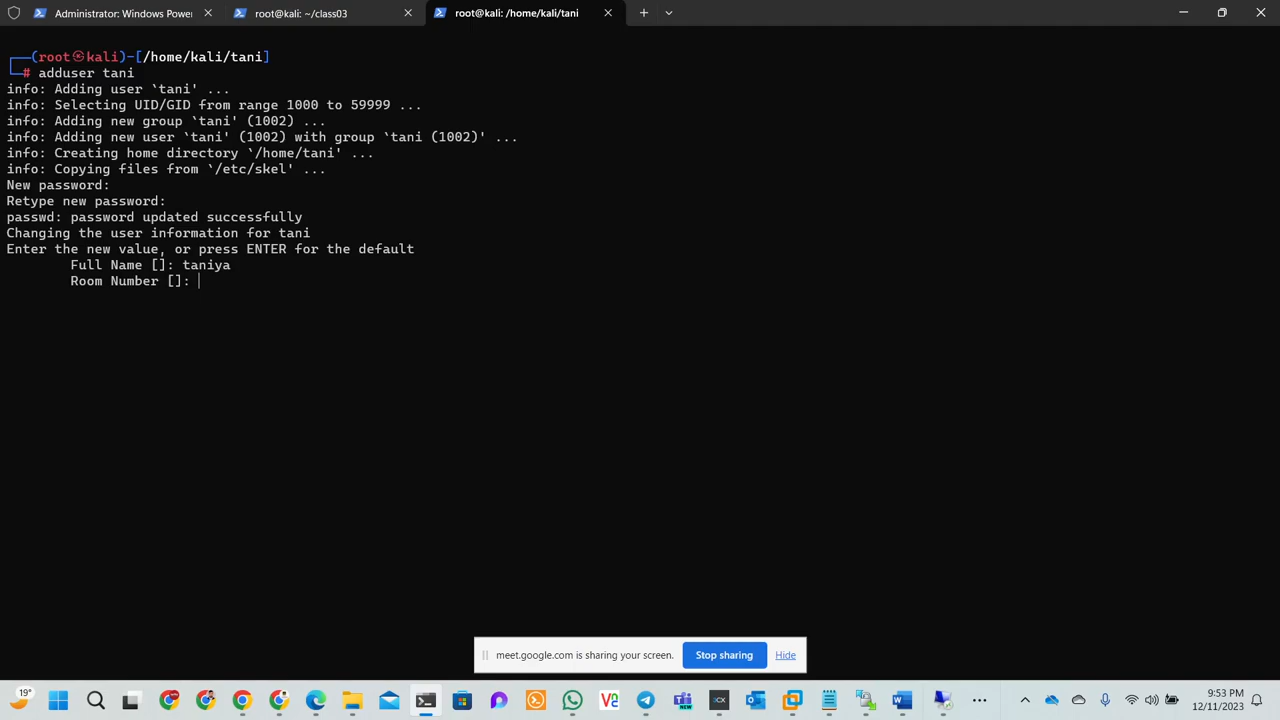 Administrator: Windows Power
root@kali: ~/class03
root@kali: /home/kali/tani
┌──(root㉿kali)-[/home/kali/tani]
└─# adduser tani
info: Adding user `tani' ...
info: Selecting UID/GID from range 1000 to 59999 ...
info: Adding new group `tani' (1002) ...
info: Adding new user `tani' (1002) with group `tani (1002)' ...
info: Creating home directory `/home/tani' ...
info: Copying files from `/etc/skel' ...
New password:
Retype new password:
passwd: password updated successfully
Changing the user information for tani
Enter the new value, or press ENTER for the default
Full Name []: taniya
Room Number []:
meet.google.com is sharing your screen.
Stop sharing
Hide
19°
NEW
9:53 PM
12/11/2023